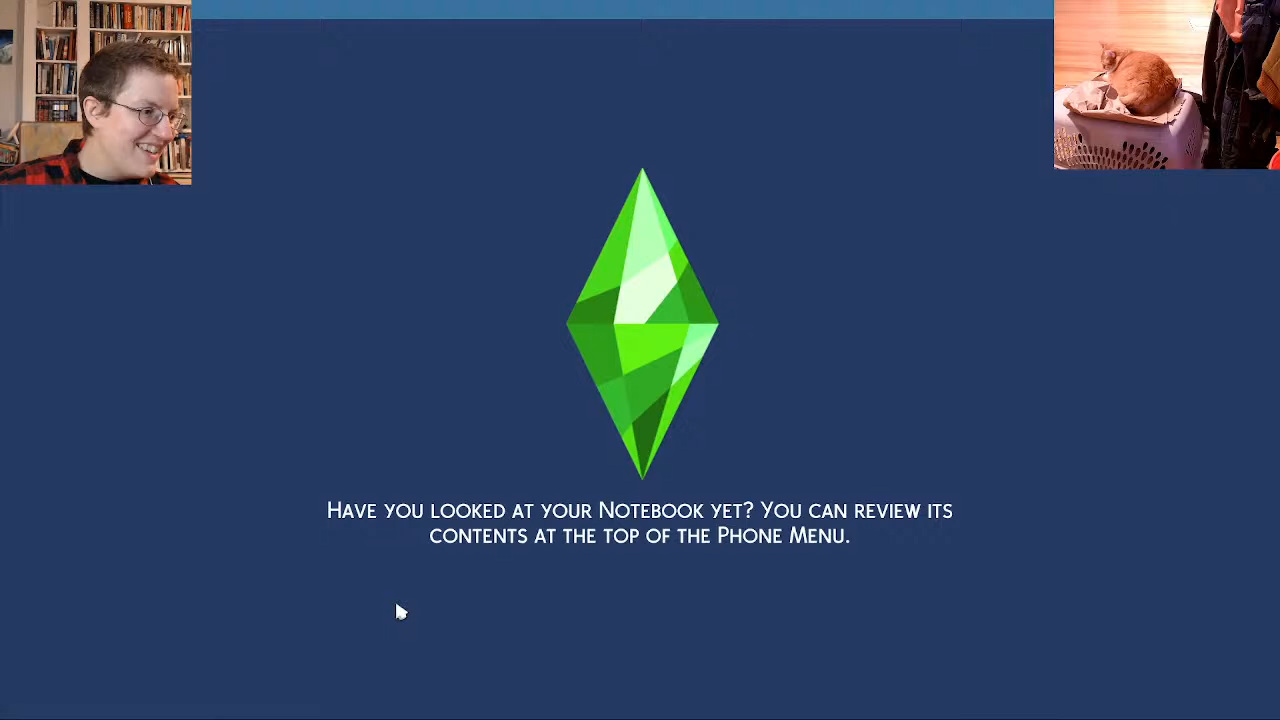 Have you looked at your Notebook yet? You can review its
contents at the top of the Phone Menu.